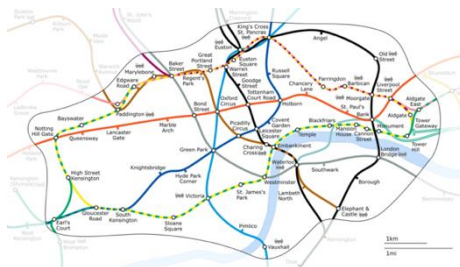 King's Cross
St. Pancras
Angel
Euston
Great
Portland
Street
Baker
Street
Regent's
Park
Euston
Square
Warren
Street
Russell
Square
Old
Street
Marylebone
Edgware
Road
Goodge
Street
Tottenham
Court Road
Chancery
Lane
Farringdon
Barbican
Liverpool
Street
Moorgate
Aldgate
East
Aldgate
Paddington
Bayswater
Notting
Hill Gate
Queensway
Lancaster
Gate
Marble
Arch
Bond
Street
Oxford
Circus
Holborn
St. Paul's
Bank
Covent
Garden
Leicester
Square
Piccadilly
Circus
Blackfriars
Temple
Mansion
House
Cannon
Street
Monument
Tower
Gateway
Tower
Hill
Green Park
Charing
Cross
Embankment
Knightsbridge
Hyde Park
Corner
High Street
Kensington
Waterloo
London
Bridge
Westminster
Southwark
Victoria
St. James's
Park
Lambeth
North
Borough
Gloucester
Road
South
Kensington
Sloane
Square
Earl's
Court
Pimlico
Elephant
& Castle
Vauxhall
1km
1mi